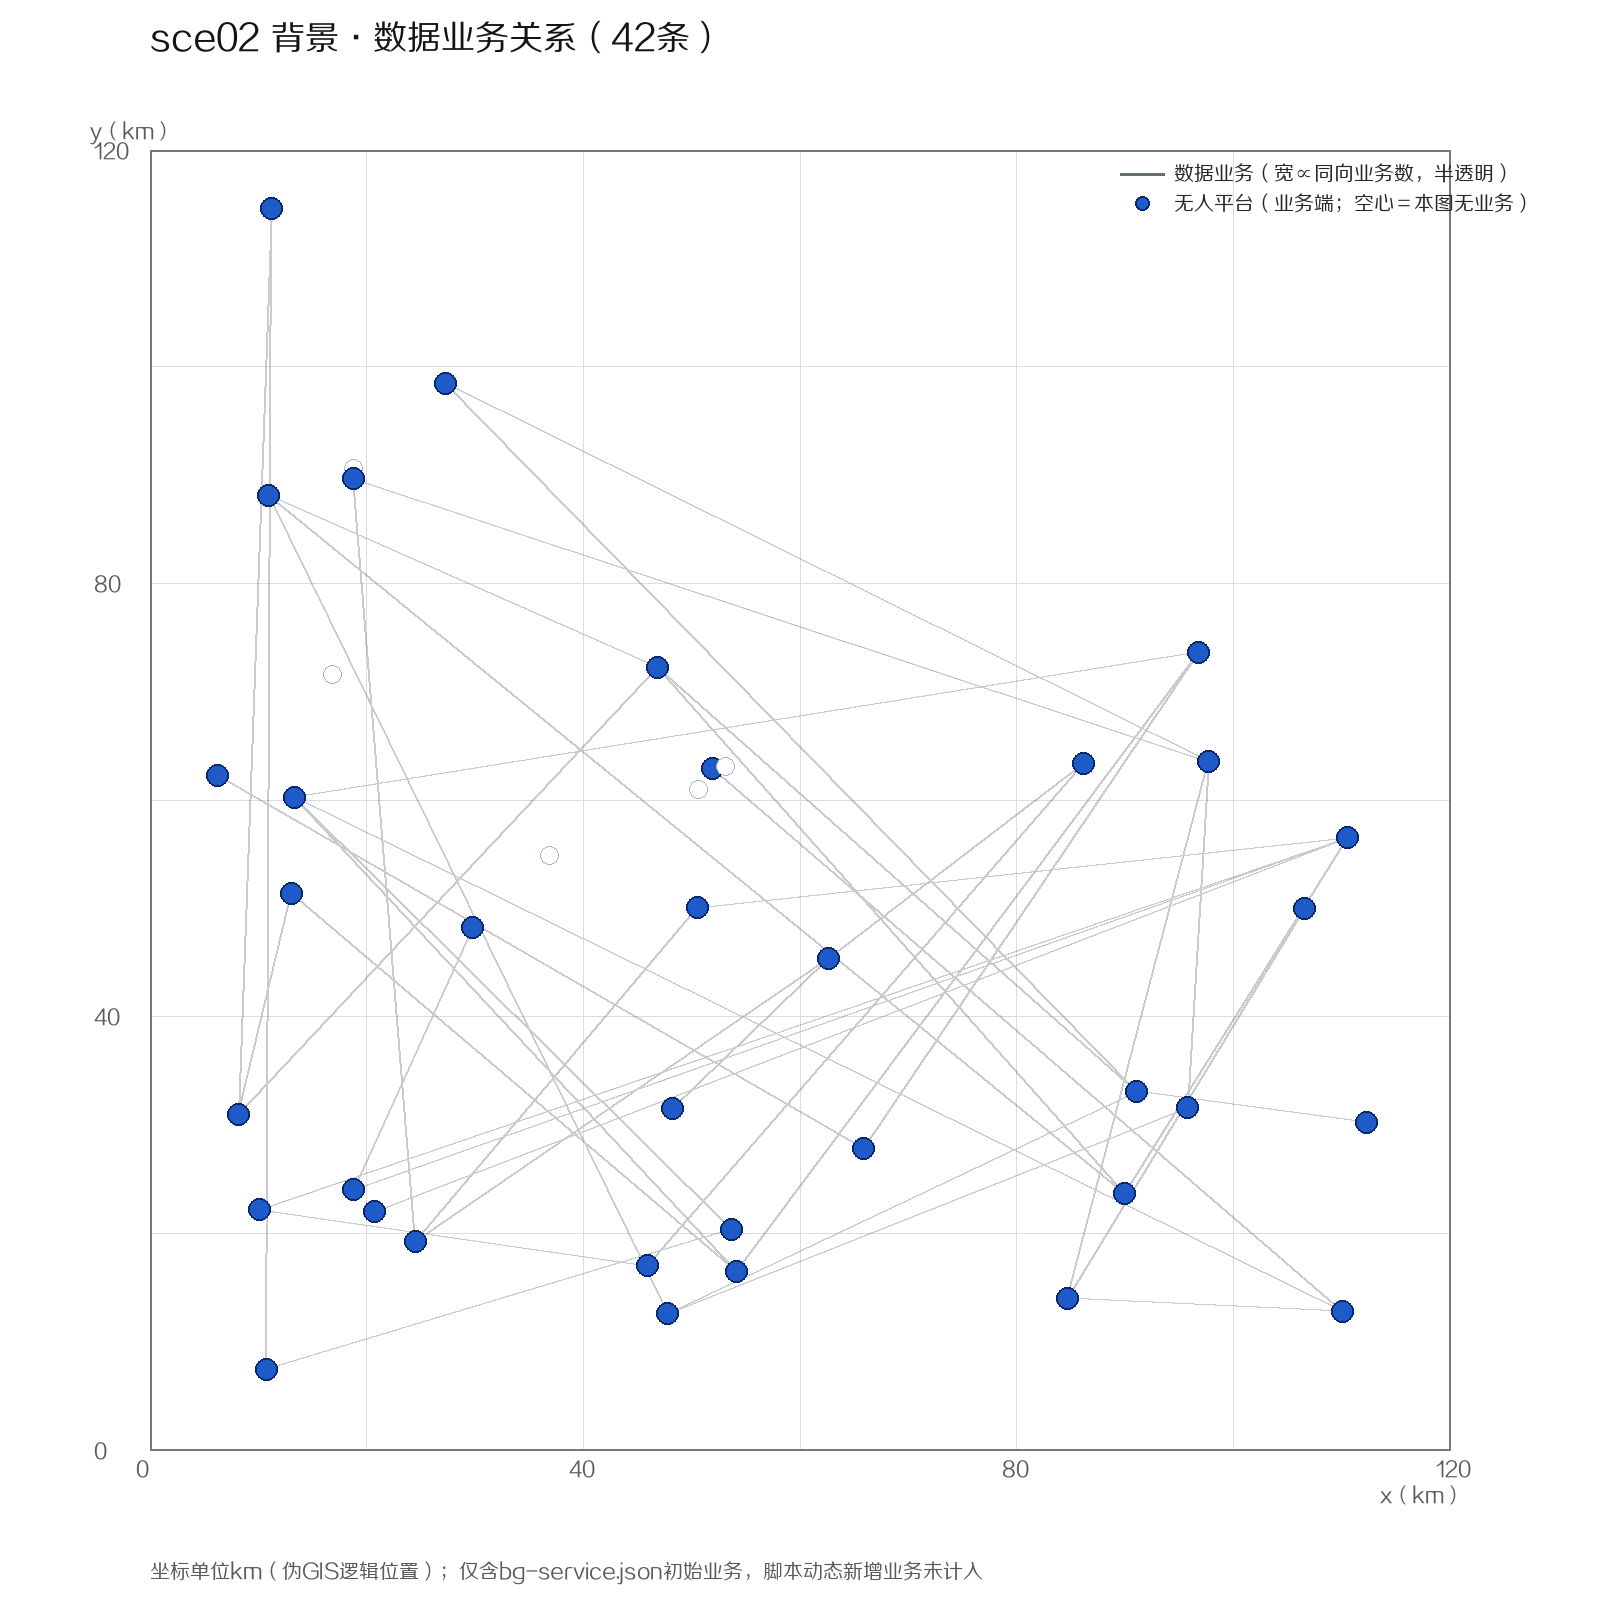 sce02 背景·数据业务关系（42条）
y（km）
120
数据业务（宽∝同向业务数，半透明）
无人平台（业务端；空心＝本图无业务）
80
40
0
0 40 80 120
x（km）
坐标单位km（伪GIS逻辑位置）；仅含bg-service.json初始业务，脚本动态新增业务未计入